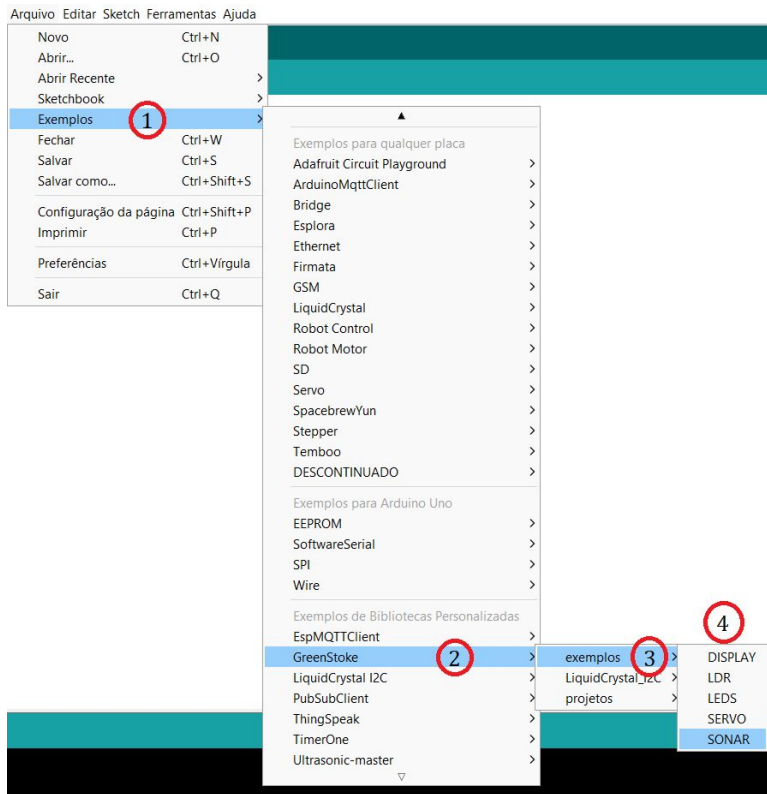 Arquivo Editar Sketch Ferramentas Ajuda
Novo Ctrl+N
Abrir... Ctrl+O
Abrir Recente
Sketchbook
Exemplos 1
Fechar Ctrl+W
Salvar Ctrl+S
Salvar como... Ctrl+Shift+S
Configuração da página Ctrl+Shift+P
Imprimir Ctrl+P
Preferências Ctrl+Vírgula
Sair Ctrl+Q
Exemplos para qualquer placa
Adafruit Circuit Playground
ArduinoMqttClient
Bridge
Esplora
Ethernet
Firmata
GSM
LiquidCrystal
Robot Control
Robot Motor
SD
Servo
SpacebrewYun
Stepper
Temboo
DESCONTINUADO
Exemplos para Arduino Uno
EEPROM
SoftwareSerial
SPI
Wire
Exemplos de Bibliotecas Personalizadas
EspMQTTClient
GreenStoke 2
LiquidCrystal I2C
PubSubClient
ThingSpeak
TimerOne
Ultrasonic-master
exemplos 3
LiquidCrystal_I2C
projetos
4
DISPLAY
LDR
LEDS
SERVO
SONAR